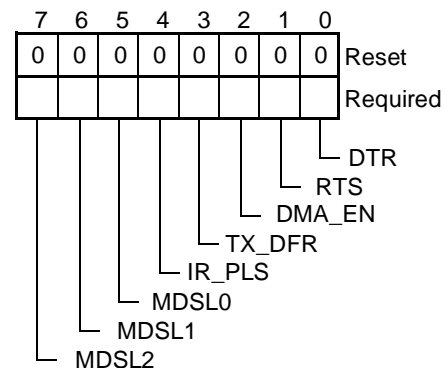 7 6 5 4 3 2 1 0
0 0 0 0 0 0 0 0 Reset
Required
DTR
RTS
DMA_EN
TX_DFR
IR_PLS
MDSL0
MDSL1
MDSL2